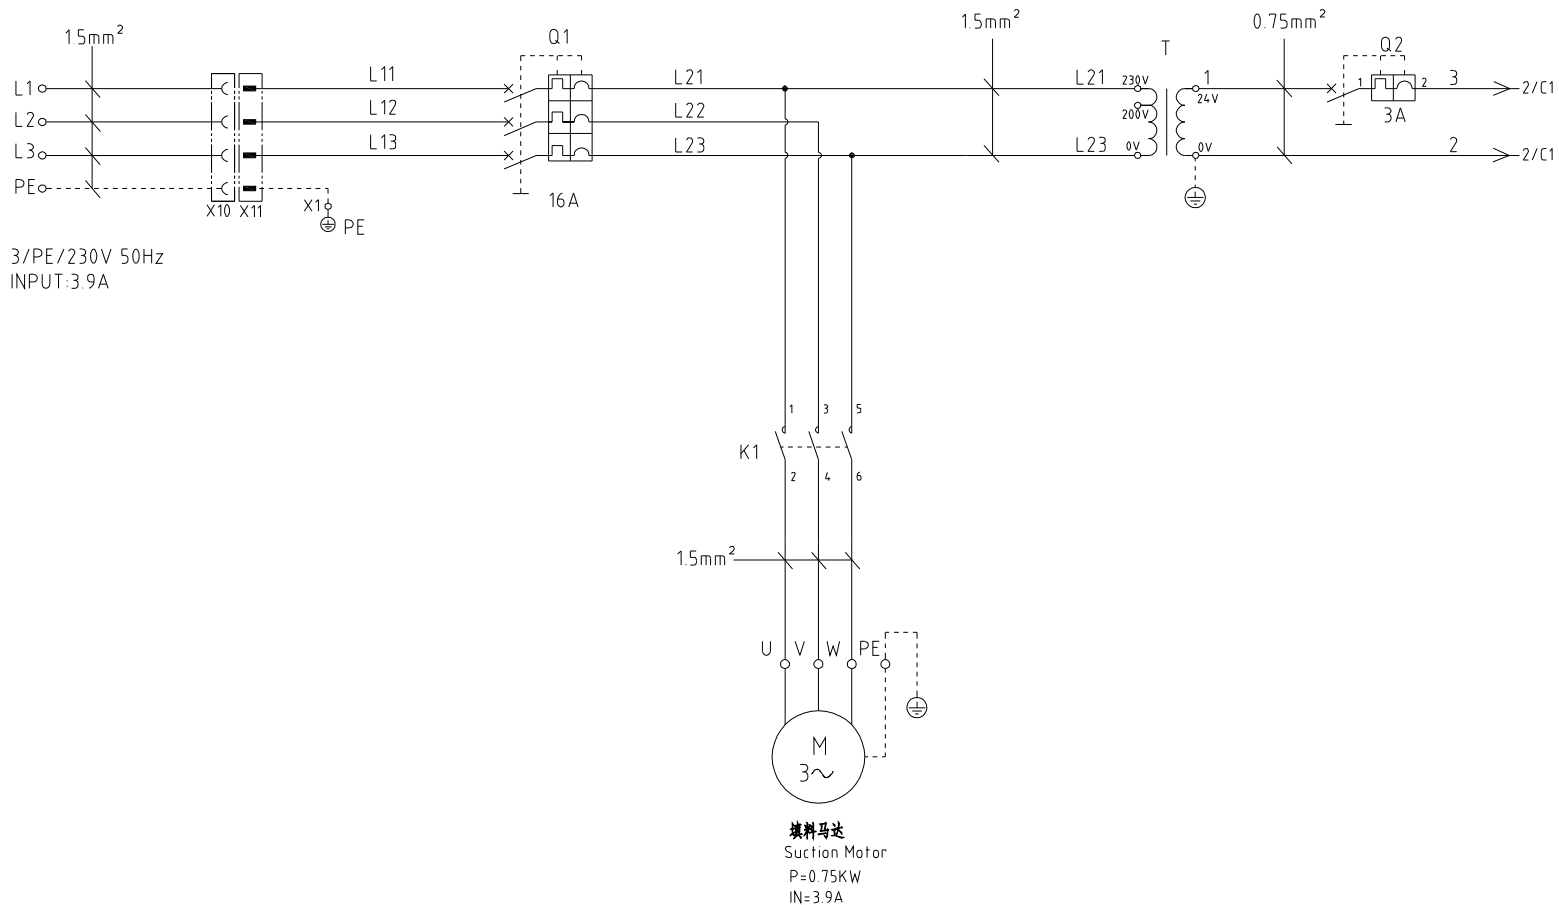 1.5mm²
Q1
1.5mm²
T
0.75mm²
Q2
L1
L11
L21
L21
230V
1
24V
1
2
3
2/C1
L2
L12
L22
200V
3A
L3
L13
L23
L23
0V
0V
2
2/C1
PE
X10
X11
X1
PE
16A
3/PE/230V 50Hz
INPUT:3.9A
1
3
5
K1
2
4
6
1.5mm²
U
V
W
PE
M
3~
填料马达
Suction Motor
P=0.75KW
IN=3.9A